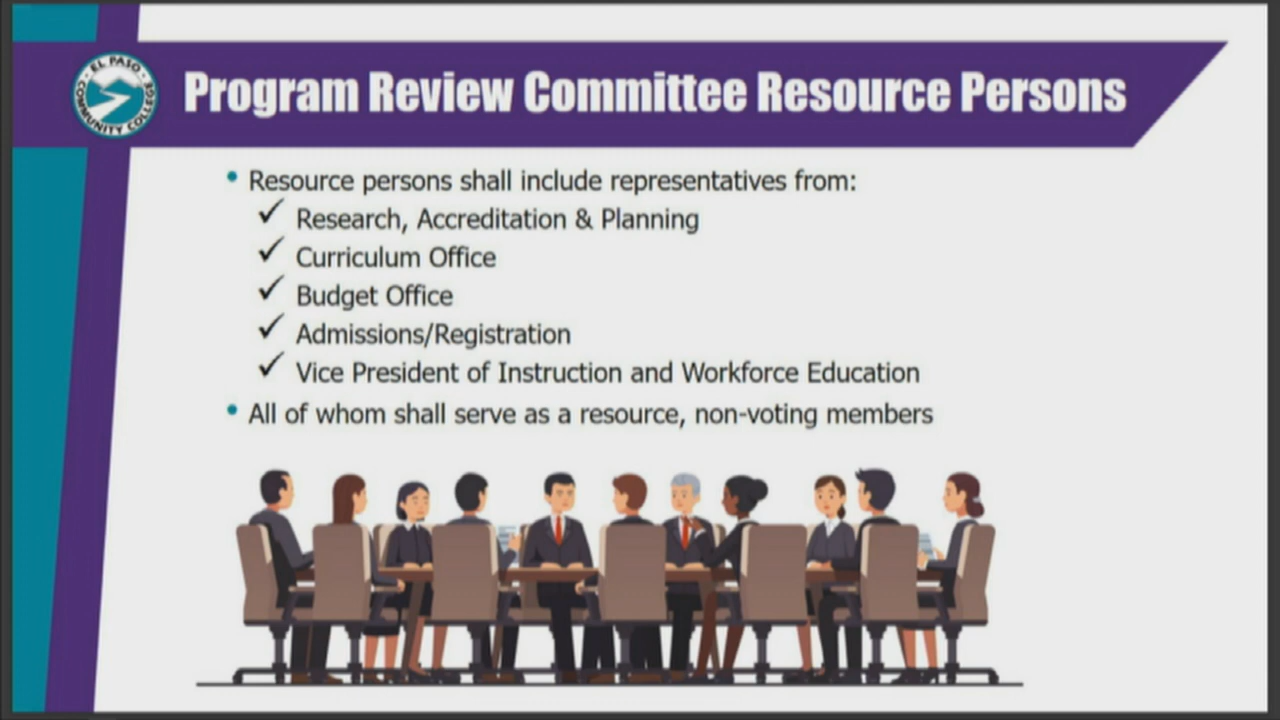 EL PASO
COMMUNITY COLLEGE
Program Review Committee Resource Persons
• Resource persons shall include representatives from:
✓ Research, Accreditation & Planning
✓ Curriculum Office
✓ Budget Office
✓ Admissions/Registration
✓ Vice President of Instruction and Workforce Education
• All of whom shall serve as a resource, non-voting members